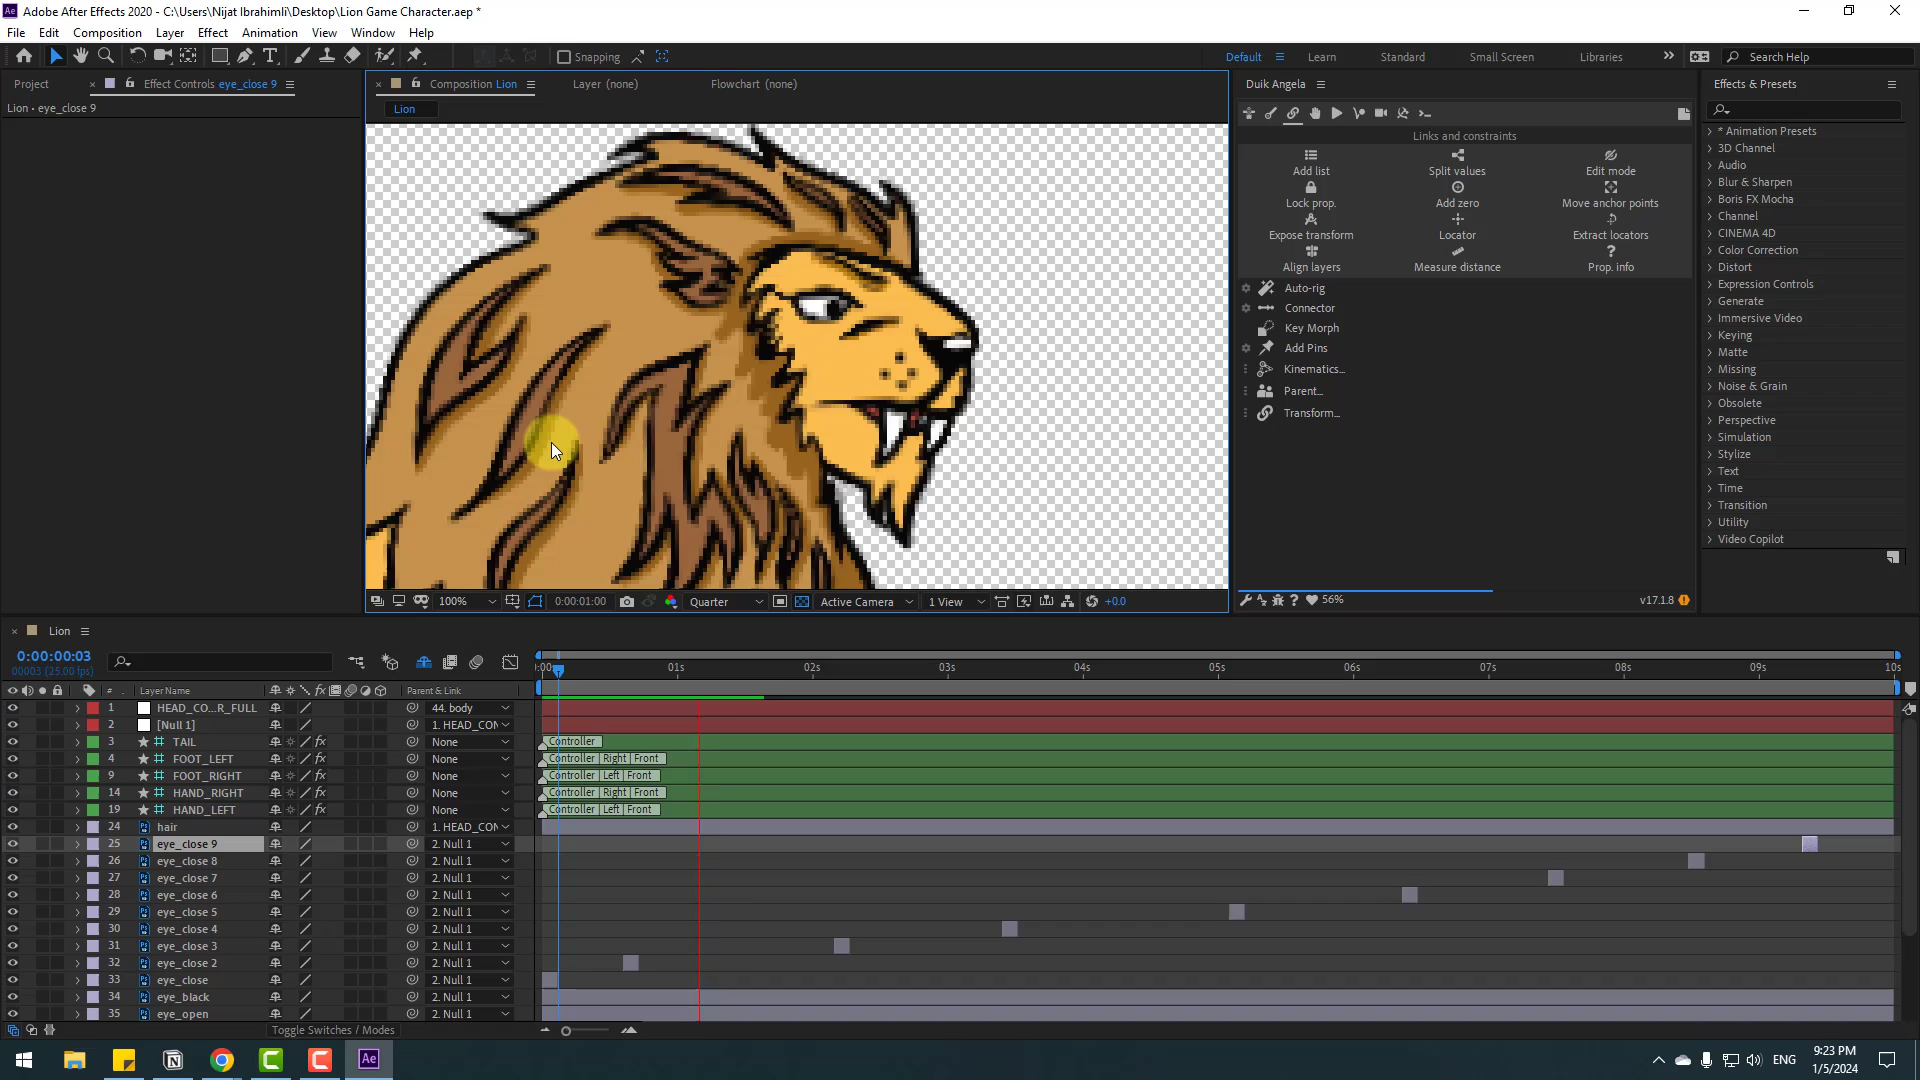 Adobe After Effects 2020 - C:\Users\Nijat Ibrahimli\Desktop\Lion Game Character.aep *
File Edit Composition Layer Effect Animation View Window Help
Snapping Default Learn Standard Small Screen Libraries Search Help
Project Effect Controls eye_close 9 Composition Lion Layer (none) Flowchart (none) Duik Angela Effects & Presets
Lion • eye_close 9
Lion
Links and constraints
Add list Split values Edit mode
Lock prop. Add zero Move anchor points
Expose transform Locator Extract locators
Align layers Measure distance Prop. info
Auto-rig
Connector
Key Morph
Add Pins
Kinematics...
Parent...
Transform...
56% v17.1.8
* Animation Presets
3D Channel
Audio
Blur & Sharpen
Boris FX Mocha
Channel
CINEMA 4D
Color Correction
Distort
Expression Controls
Generate
Immersive Video
Keying
Matte
Missing
Noise & Grain
Obsolete
Perspective
Simulation
Stylize
Text
Time
Transition
Utility
Video Copilot
100% 0:00:01:00 Quarter Active Camera 1 View +0.0
Lion
0:00:00:03
00003 (25.00 fps)
01s 02s 03s 04s 05s 06s 07s 08s 09s 10s
# Layer Name Parent & Link
1 HEAD_CO...R_FULL 44. body
2 [Null 1] 1. HEAD_CON
3 TAIL None Controller
4 FOOT_LEFT None Controller | Right | Front
9 FOOT_RIGHT None Controller | Left | Front
14 HAND_RIGHT None Controller | Right | Front
19 HAND_LEFT None Controller | Left | Front
24 hair 1. HEAD_CON
25 eye_close 9 2. Null 1
26 eye_close 8 2. Null 1
27 eye_close 7 2. Null 1
28 eye_close 6 2. Null 1
29 eye_close 5 2. Null 1
30 eye_close 4 2. Null 1
31 eye_close 3 2. Null 1
32 eye_close 2 2. Null 1
33 eye_close 2. Null 1
34 eye_black 2. Null 1
35 eye_open 2. Null 1
Toggle Switches / Modes
ENG 9:23 PM
1/5/2024